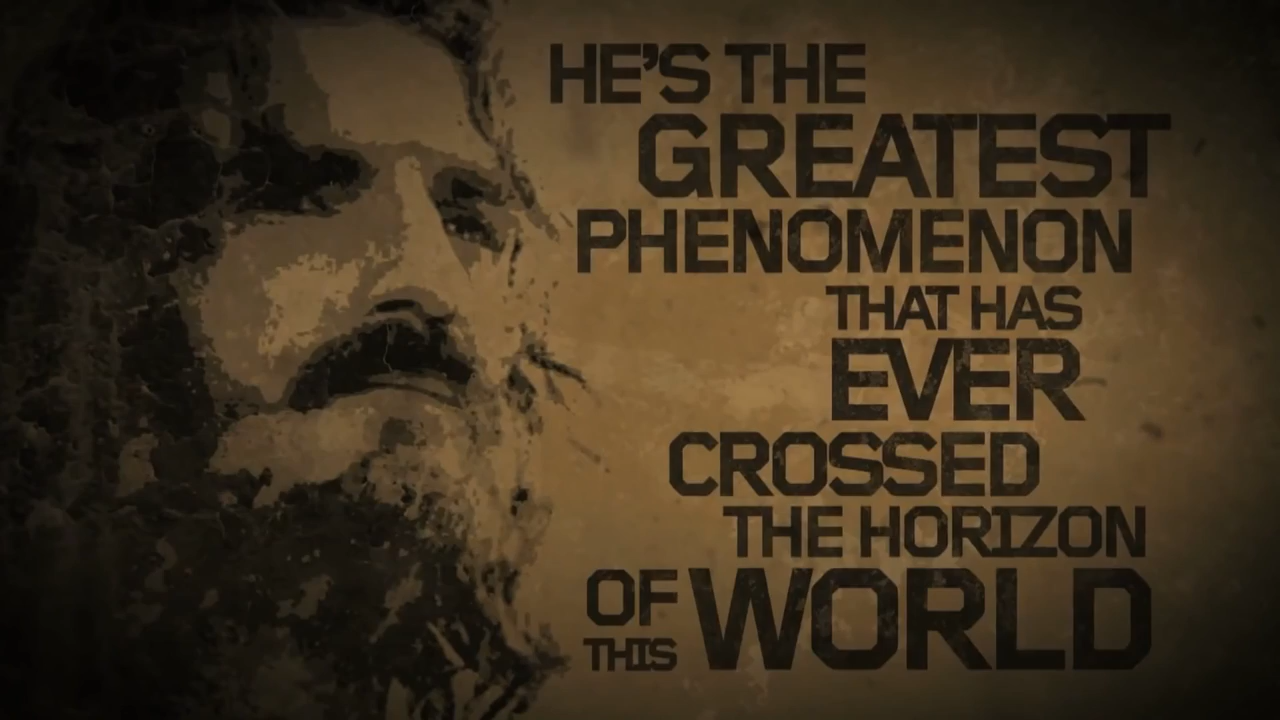 HE'S THE
GREATEST
PHENOMENON
THAT HAS
EVER
CROSSED
THE HORIZON
OF
THIS WORLD